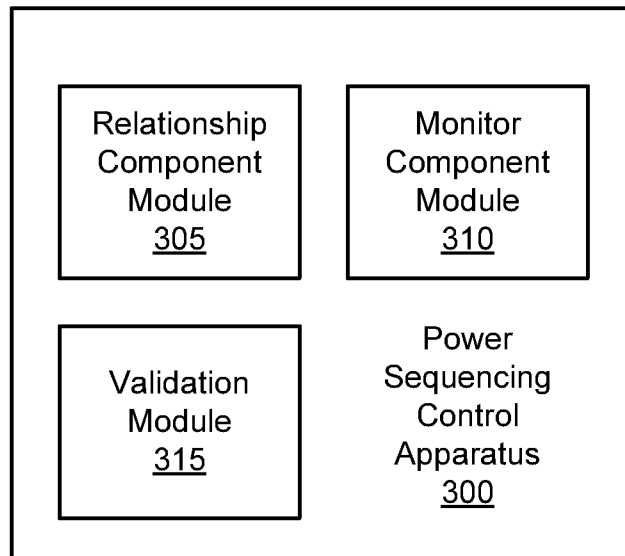 Relationship
Component
Module
305
Monitor
Component
Module
310
Validation
Module
315
Power
Sequencing
Control
Apparatus
300